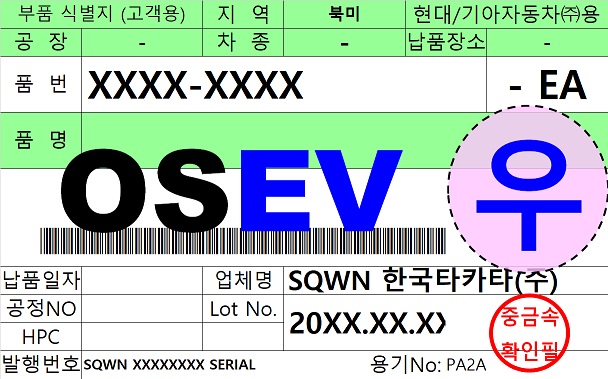 부품 식별지 (고객용) 지 역 북미 현대/기아자동차㈜용
공 장 - 차 종 - 납품장소 -
품 번 XXXX-XXXX - EA
품 명
OSEV 우
납품일자 업체명 SQWN 한국타카타(주)
공정NO Lot No. 20XX.XX.XX
HPC
중금속
확인필
발행번호 SQWN XXXXXXXX SERIAL 용기No: PA2A